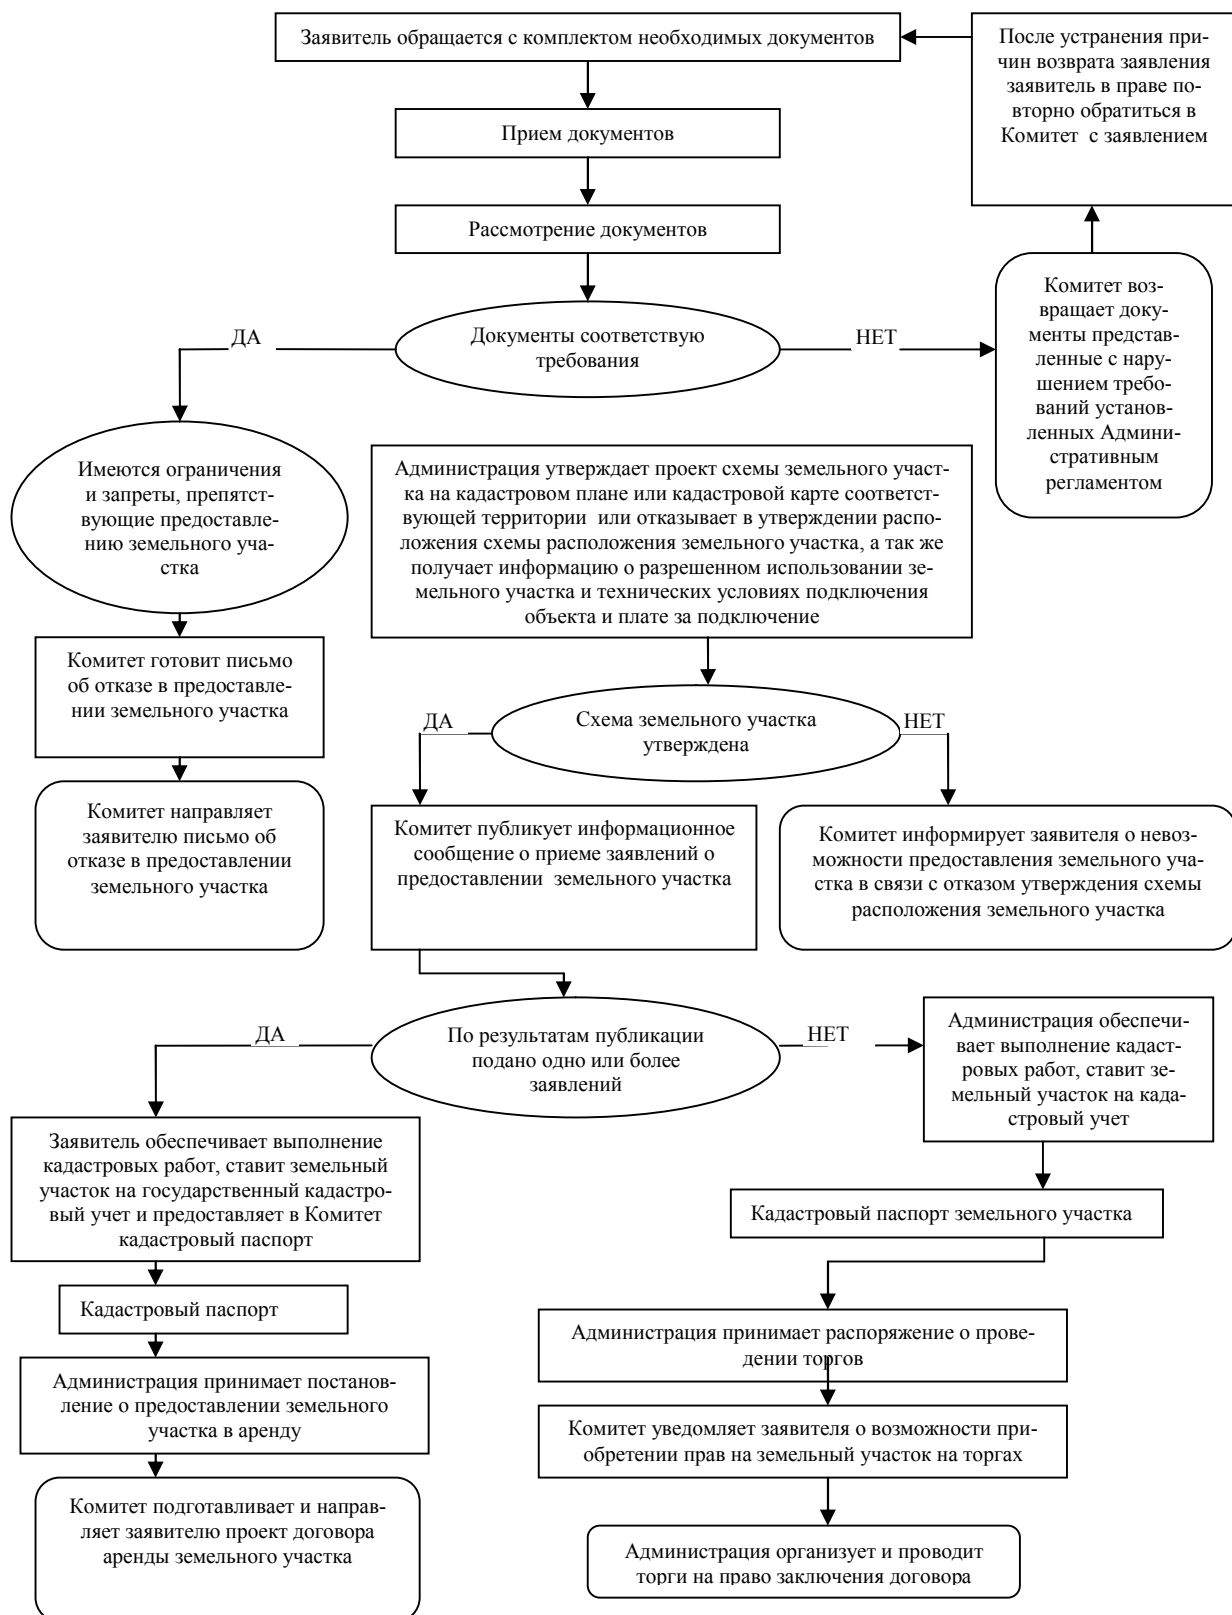 Заявитель обращается с комплектом необходимых документов
После устранения при-
чин возврата заявления
заявитель в праве по-
вторно обратиться в
Комитет с заявлением
Прием документов
Рассмотрение документов
Документы соответствую
требования
ДА
НЕТ
Комитет воз-
вращает доку-
менты представ-
ленные с нару-
шением требо-
ваний установ-
ленных Админи-
стративным
регламентом
Имеются ограничения
и запреты, препятст-
вующие предоставле-
нию земельного уча-
стка
Администрация утверждает проект схемы земельного участ-
ка на кадастровом плане или кадастровой карте соответст-
вующей территории или отказывает в утверждении распо-
ложения схемы расположения земельного участка, а так же
получает информацию о разрешенном использовании зе-
мельного участка и технических условиях подключения
объекта и плате за подключение
Комитет готовит письмо
об отказе в предоставле-
нии земельного участка
Схема земельного участка
утверждена
ДА
НЕТ
Комитет направляет
заявителю письмо об
отказе в предоставлении
земельного участка
Комитет публикует информационное
сообщение о приеме заявлений о
предоставлении земельного участка
Комитет информирует заявителя о невоз-
можности предоставления земельного уча-
стка в связи с отказом утверждения схемы
расположения земельного участка
По результатам публикации
подано одно или более
заявлений
ДА
НЕТ
Администрация обеспечи-
вает выполнение кадаст-
ровых работ, ставит зе-
мельный участок на када-
стровый учет
Заявитель обеспечивает выполнение
кадастровых работ, ставит земельный
участок на государственный кадастро-
вый учет и предоставляет в Комитет
кадастровый паспорт
Кадастровый паспорт земельного участка
Кадастровый паспорт
Администрация принимает распоряжение о прове-
дении торгов
Администрация принимает постанов-
ление о предоставлении земельного
участка в аренду
Комитет уведомляет заявителя о возможности при-
обретении прав на земельный участок на торгах
Комитет подготавливает и направ-
ляет заявителю проект договора
аренды земельного участка
Администрация организует и проводит
торги на право заключения договора